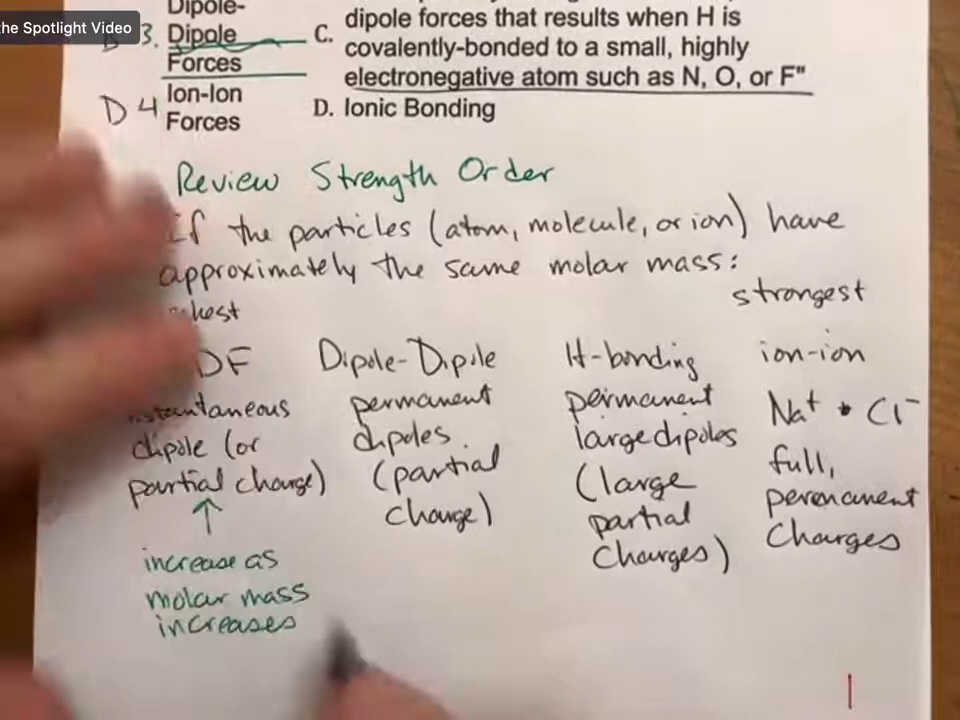 the Spotlight Video
Dipole-
3. Dipole
Forces
C. dipole forces that results when H is
covalently-bonded to a small, highly
electronegative atom such as N, O, or F"
D 4 Ion-Ion
Forces
D. Ionic Bonding
Review Strength Order
If the particles (atom, molecule, or ion) have
approximately the same molar mass:
strongest
DF Dipole-Dipole H-bonding ion-ion
permanent permanent Na+ • Cl-
dipole (or dipoles. large dipoles full,
partial charge) (partial (large permanent
charge) partial charges
charges)
↑
increase as
molar mass
increases